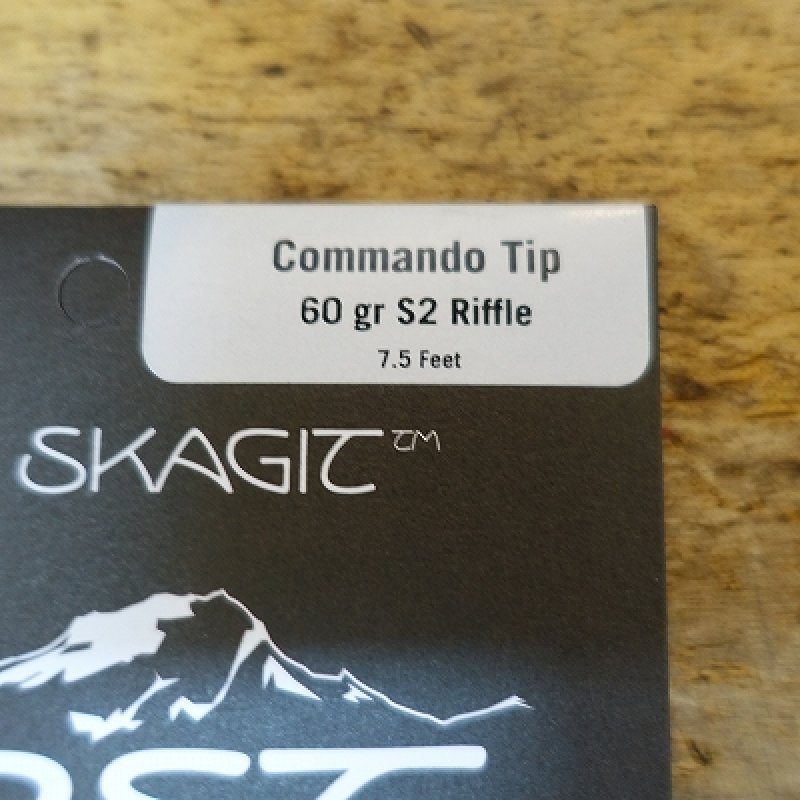 Commando Tip
60 gr S2 Riffle
7.5 Feet
SKAGIT™